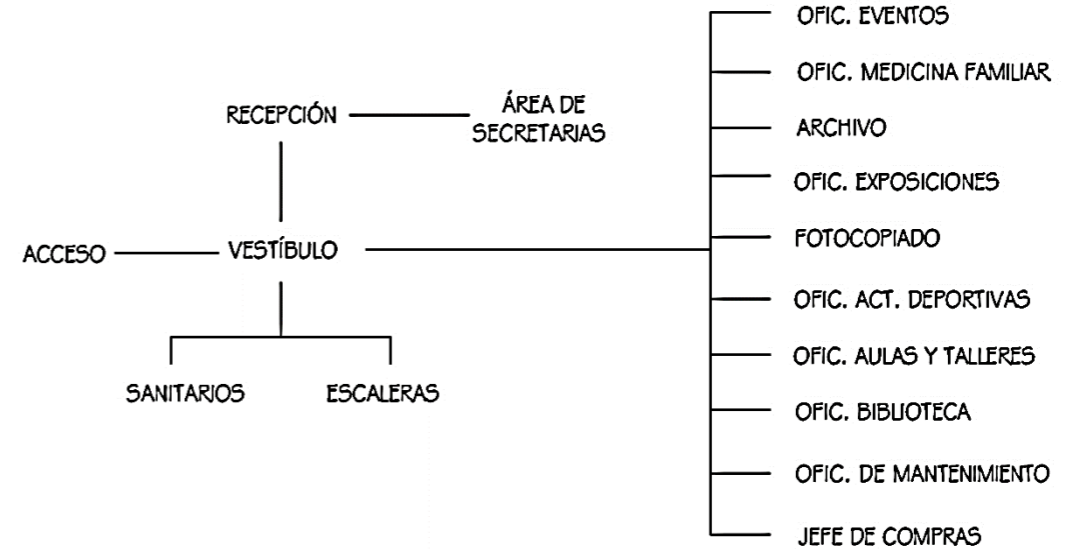 OFIC. EVENTOS
OFIC. MEDICINA FAMILIAR
RECEPCIÓN
ÁREA DE
SECRETARIAS
ARCHIVO
OFIC. EXPOSICIONES
ACCESO
VESTÍBULO
FOTOCOPIADO
OFIC. ACT. DEPORTIVAS
OFIC. AULAS Y TALLERES
SANITARIOS
ESCALERAS
OFIC. BIBLIOTECA
OFIC. DE MANTENIMIENTO
JEFE DE COMPRAS